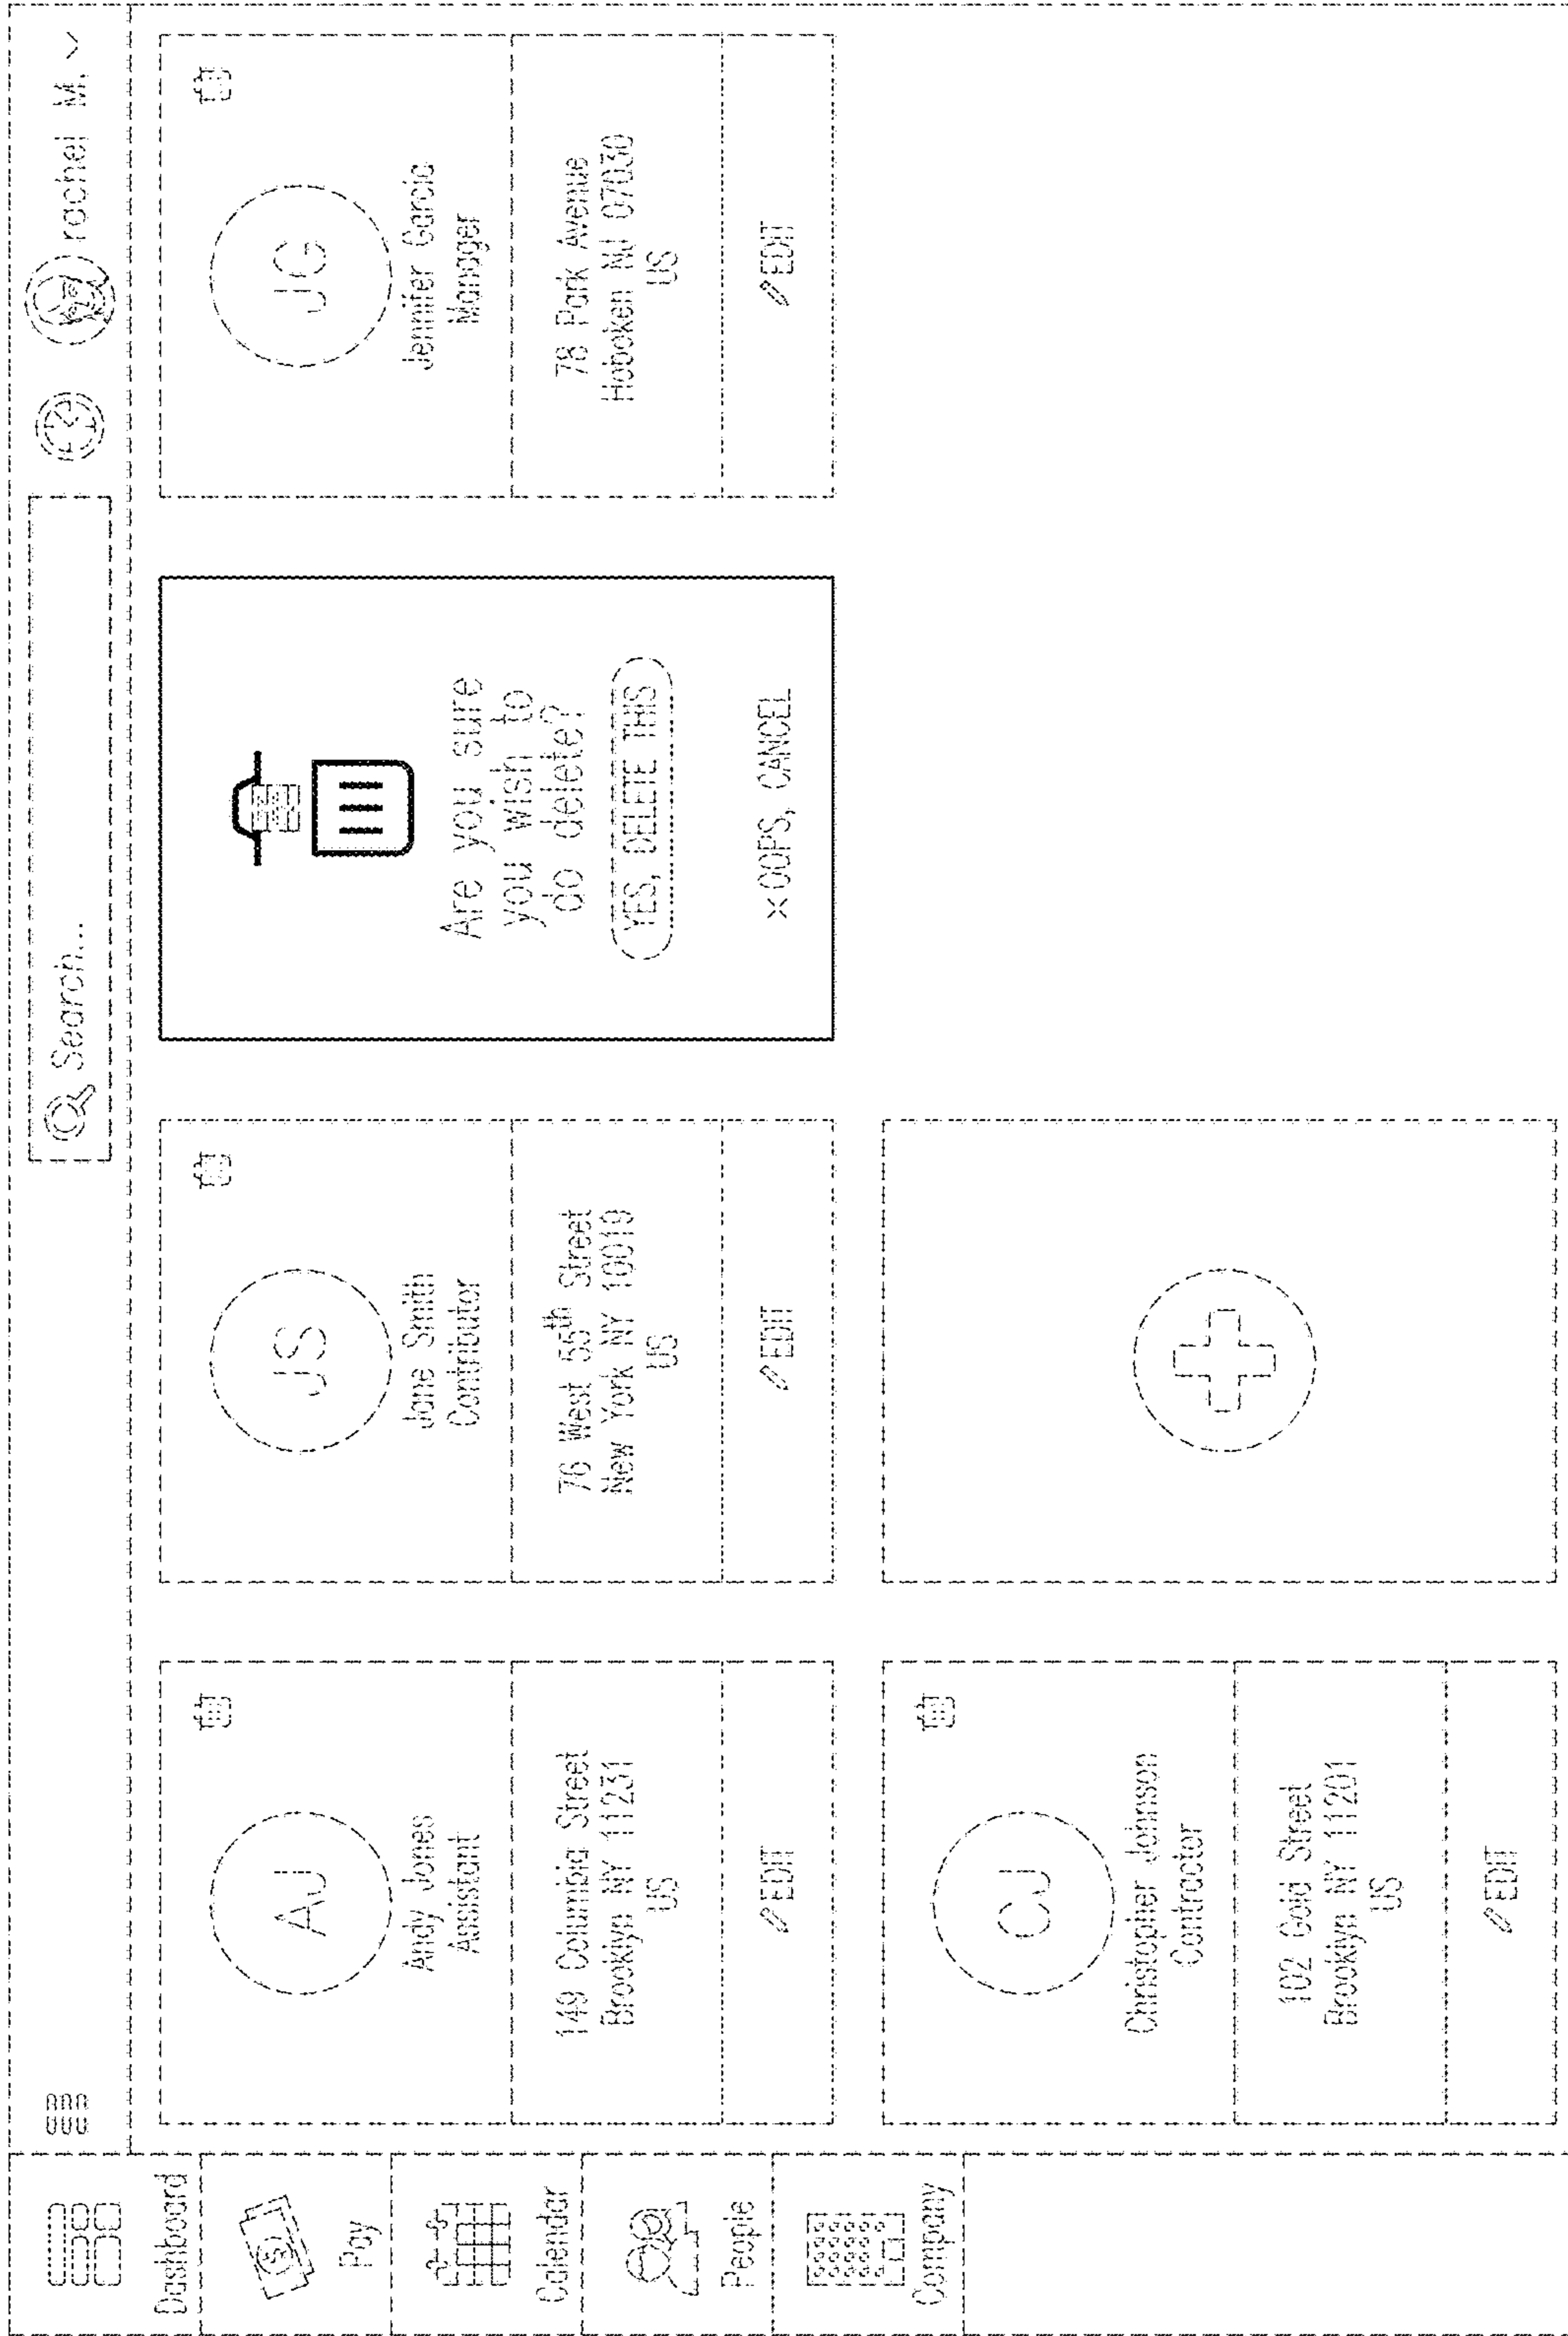 Search...
rachel M.
Dashboard
Pay
Calendar
People
Company
AJ
Andy Jones
Assistant
149 Columbia Street
Brooklyn NY 11231
US
EDIT
JS
Jane Smith
Contributor
76 West 55th Street
New York NY 10019
US
EDIT
Are you sure
you wish to
do delete?
YES, DELETE THIS
× OOPS, CANCEL
JG
Jennifer Garcia
Manager
78 Park Avenue
Hoboken NJ 07030
US
EDIT
CJ
Christopher Johnson
Contractor
102 Gold Street
Brooklyn NY 11201
US
EDIT